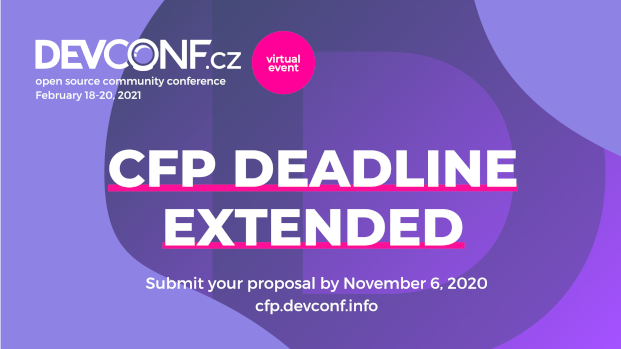 DEVCONF.cz
open source community conference
February 18-20, 2021
virtual
event
CFP DEADLINE
EXTENDED
Submit your proposal by November 6, 2020
cfp.devconf.info